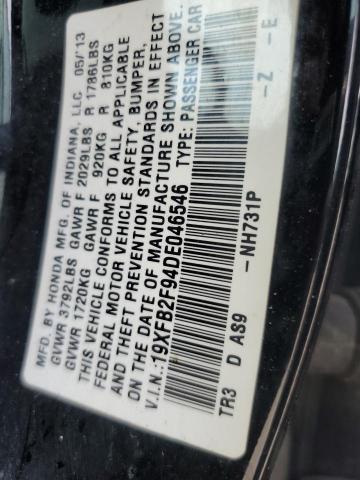 MFD. BY HONDA MFG. OF INDIANA, LLC 05/13
GVWR 3792LBS GAWR F 2029LBS R 1786LBS
GVWR 1720KG GAWR F 920KG R 810KG
THIS VEHICLE CONFORMS TO ALL APPLICABLE
FEDERAL MOTOR VEHICLE SAFETY, BUMPER,
AND THEFT PREVENTION STANDARDS IN EFFECT
ON THE DATE OF MANUFACTURE SHOWN ABOVE.
V.I.N.:19XFB2F94DE046546 TYPE: PASSENGER CAR
TR3 D AS9 -NH731P -Z -E